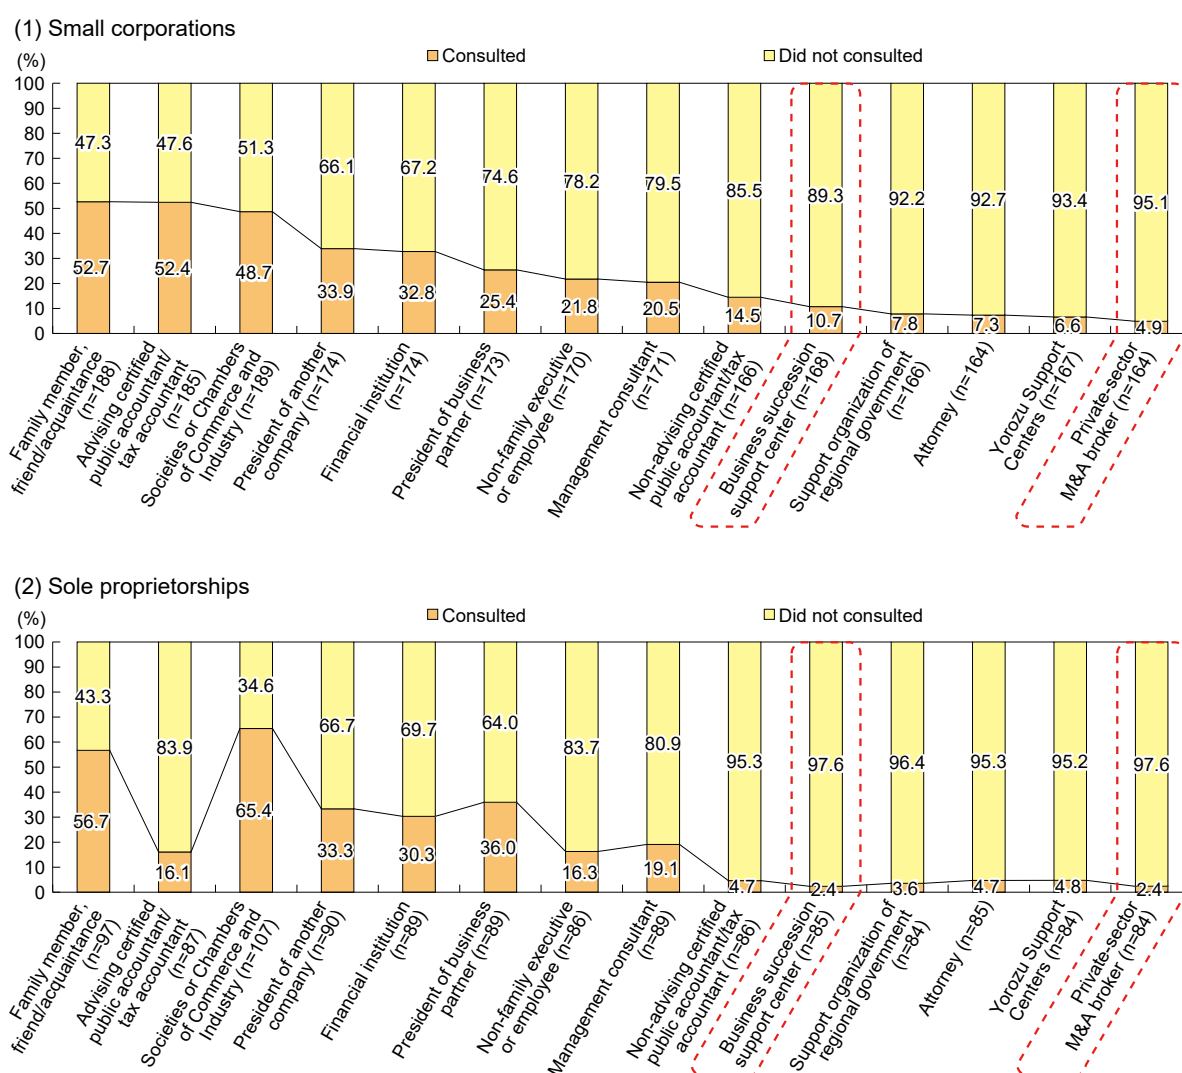 (1) Small corporations
(%)
Consulted
Did not consulted
100
90
80
70
60
50
40
30
20
10
0
47.3
47.6
51.3
66.1
67.2
74.6
78.2
79.5
85.5
89.3
92.2
92.7
93.4
95.1
52.7
52.4
48.7
33.9
32.8
25.4
21.8
20.5
14.5
10.7
7.8
7.3
6.6
4.9
Family member,
friend/acquaintance
(n=188)
Advising certified
public accountant/
tax accountant
(n=185)
Societies or Chambers
of Commerce and
Industry (n=189)
President of another
company (n=174)
Financial institution
(n=174)
President of business
partner (n=173)
Non-family executive
or employee (n=170)
Management consultant
(n=171)
Non-advising certified
public accountant/tax
accountant (n=166)
Business succession
support center (n=168)
Support organization of
regional government
(n=166)
Attorney (n=164)
Yorozu Support
Centers (n=167)
Private-sector
M&A broker (n=164)
(2) Sole proprietorships
(%)
Consulted
Did not consulted
100
90
80
70
60
50
40
30
20
10
0
43.3
83.9
34.6
66.7
69.7
64.0
83.7
80.9
95.3
97.6
96.4
95.3
95.2
97.6
56.7
16.1
65.4
33.3
30.3
36.0
16.3
19.1
4.7
2.4
3.6
4.7
4.8
2.4
Family member,
friend/acquaintance
(n=97)
Advising certified
public accountant/
tax accountant
(n=87)
Societies or Chambers
of Commerce and
Industry (n=107)
President of another
company (n=90)
Financial institution
(n=89)
President of business
partner (n=89)
Non-family executive
or employee (n=86)
Management consultant
(n=89)
Non-advising certified
public accountant/tax
accountant (n=86)
Business succession
support center (n=85)
Support organization of
regional government
(n=84)
Attorney (n=85)
Yorozu Support
Centers (n=84)
Private-sector
M&A broker (n=84)